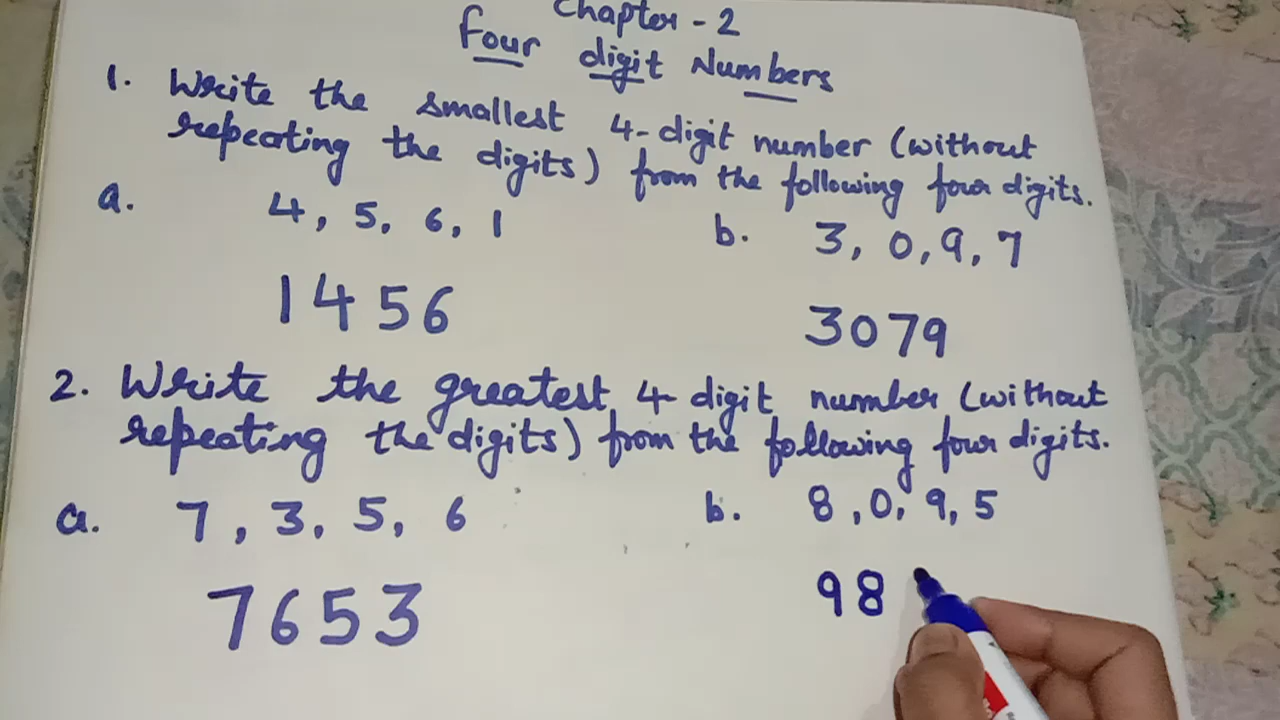 Chapter - 2
Four digit Numbers
1. Write the smallest 4-digit number (without
repeating the digits) from the following four digits.
a. 4, 5, 6, 1 b. 3, 0, 9, 7
1456 3079
2. Write the greatest 4-digit number (without
repeating the digits) from the following four digits.
a. 7, 3, 5, 6 b. 8, 0, 9, 5
7653 98